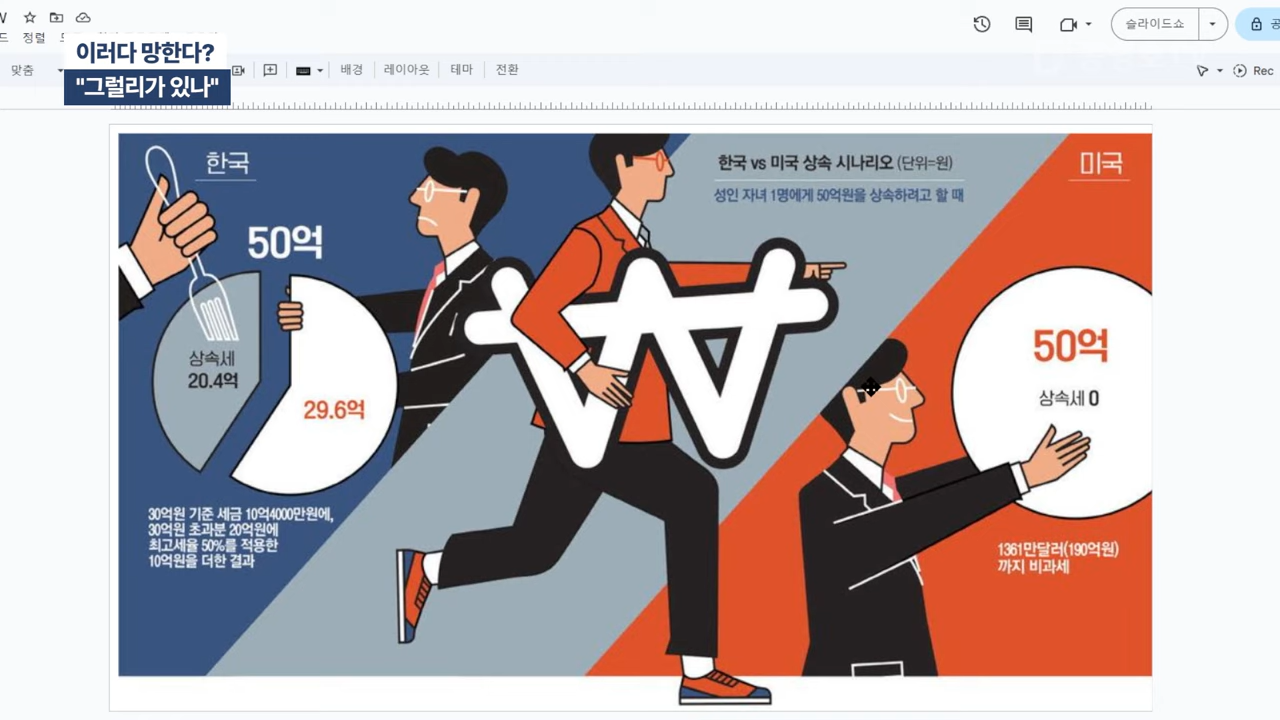 정렬
슬라이드쇼
이러다 망한다?
맞춤
"그럴리가 있나"
배경
레이아웃
테마
전환
Rec
한국
한국 vs 미국 상속 시나리오 (단위=원)
성인 자녀 1명에게 50억원을 상속하려고 할 때
미국
50억
상속세
20.4억
29.6억
50억
상속세 0
30억원 기준 세금 10억4000만원에,
30억원 초과분 20억원에
최고세율 50%를 적용한
10억원을 더한 결과
1361만달러(190억원)
까지 비과세